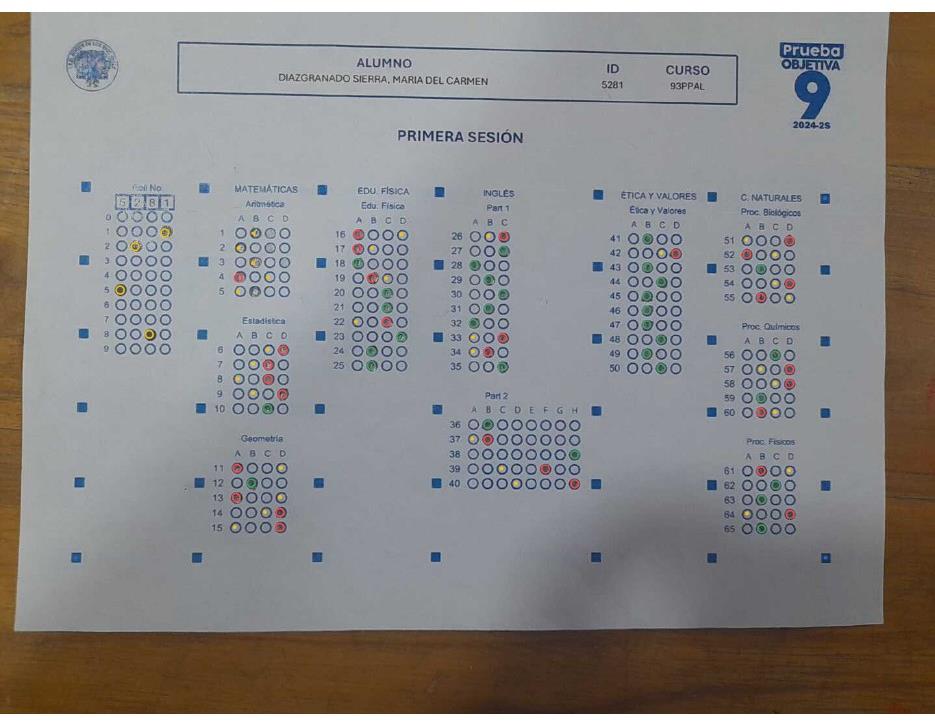 ALUMNO
DIAZGRANADO SIERRA, MARIA DEL CARMEN
ID
5281
CURSO
93PPAL
Prueba
OBJETIVA
9
2024-2S
PRIMERA SESIÓN
Roll No
5 2 8 1
0
1
2
3
4
5
6
7
8
9
MATEMÁTICAS
Aritmética
A B C D
1
2
3
4
5
Estadística
A B C D
6
7
8
9
10
Geometría
A B C D
11
12
13
14
15
EDU. FÍSICA
Edu. Física
A B C D
16
17
18
19
20
21
22
23
24
25
INGLÉS
Part 1
A B C
26
27
28
29
30
31
32
33
34
35
Part 2
A B C D E F G H
36
37
38
39
40
ÉTICA Y VALORES
Ética y Valores
A B C D
41
42
43
44
45
46
47
48
49
50
C. NATURALES
Proc. Biológicos
A B C D
51
52
53
54
55
Proc. Químicos
A B C D
56
57
58
59
60
Proc. Físicos
A B C D
61
62
63
64
65